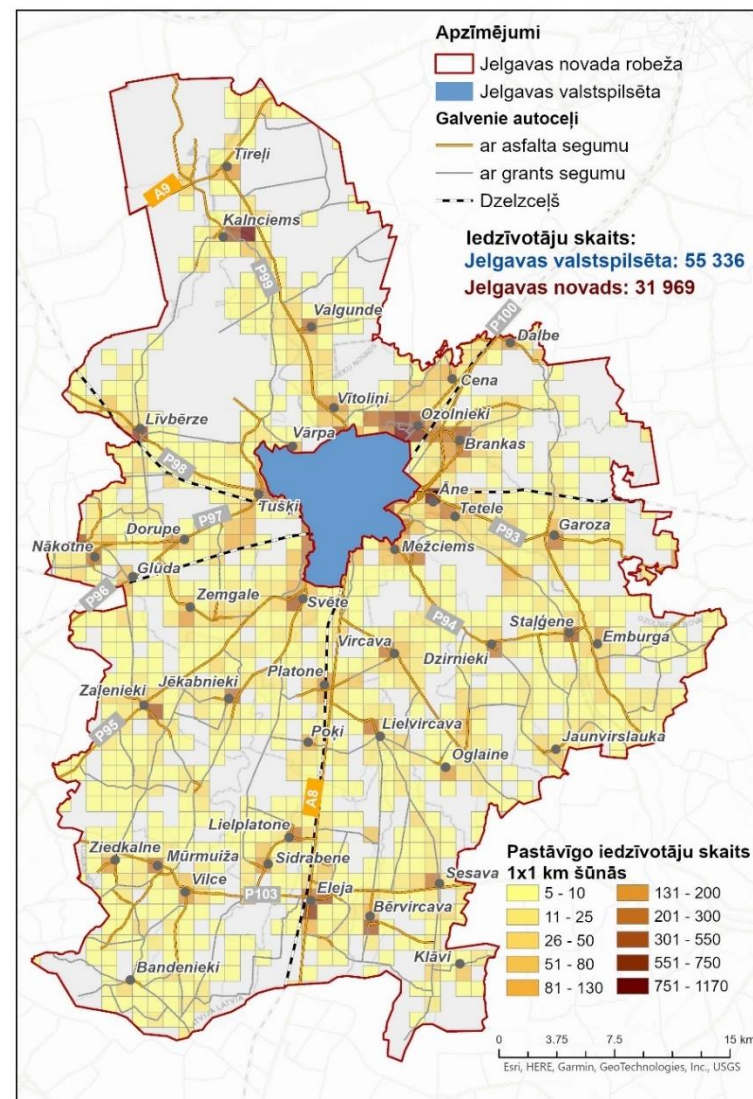 Apzīmējumi
Jelgavas novada robeža
Jelgavas valstspilsēta
Galvenie autoceļi
ar asfalta segumu
ar grants segumu
Dzelzceļš
Iedzīvotāju skaits:
Jelgavas valstspilsēta: 55 336
Jelgavas novads: 31 969
Tīreļi
A9
Kalnciems
P99
Valgunde
P100
Dalbe
Cena
Vītoliņi
Līvbērze
Ozolnieki
Vārpa
Brankas
P98
Tušķi
Āne
Tetele
P97
P93
Dorupe
Garoza
Nākotne
Mežciems
Glūda
P96
Zemgale
Svēte
P94
Staļģene
Emburga
Vircava
Dzirnieki
Platone
Jēkabnieki
Zaļenieki
P95
Poķi
Lielvircava
Jaunvirslauka
Oglaine
A8
Lielplatone
Ziedkalne
Mūrmuiža
Sidrabene
Sesava
Vilce
P103
Eleja
Bērvircava
Bandenieki
Klāvi
LATVIJA LATVIA
Pastāvīgo iedzīvotāju skaits
1x1 km šūnās
5 - 10 131 - 200
11 - 25 201 - 300
26 - 50 301 - 550
51 - 80 551 - 750
81 - 130 751 - 1170
0 3.75 7.5 15 km
Esri, HERE, Garmin, GeoTechnologies, Inc., USGS